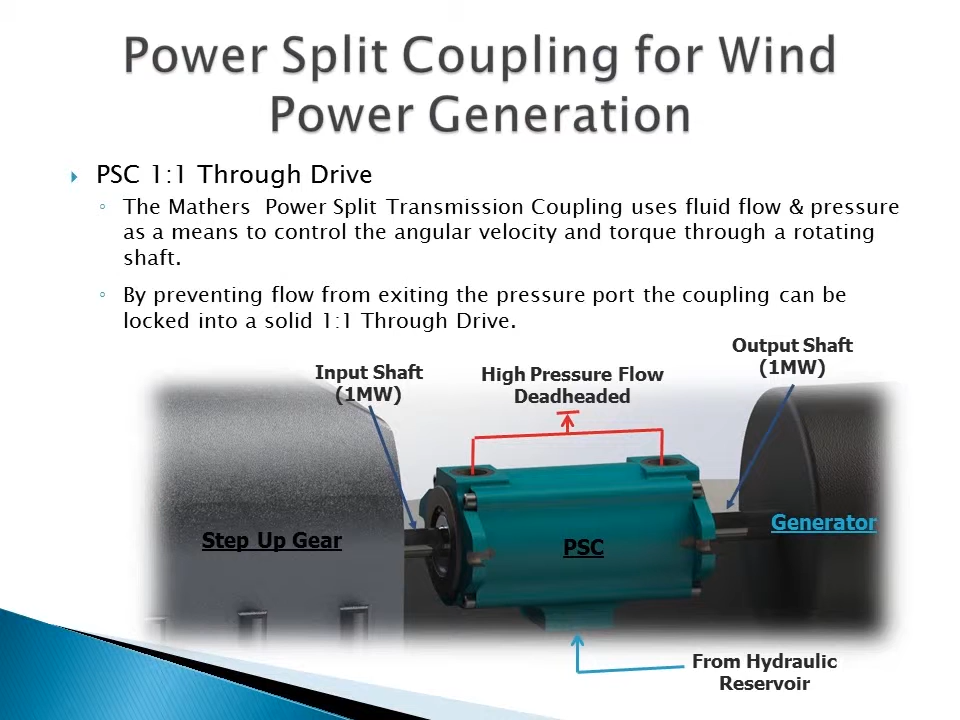 Power Split Coupling for Wind
Power Generation
PSC 1:1 Through Drive
The Mathers Power Split Transmission Coupling uses fluid flow & pressure
as a means to control the angular velocity and torque through a rotating
shaft.
By preventing flow from exiting the pressure port the coupling can be
locked into a solid 1:1 Through Drive.
Output Shaft
(1MW)
Input Shaft
(1MW)
High Pressure Flow
Deadheaded
Generator
Step Up Gear
PSC
From Hydraulic
Reservoir